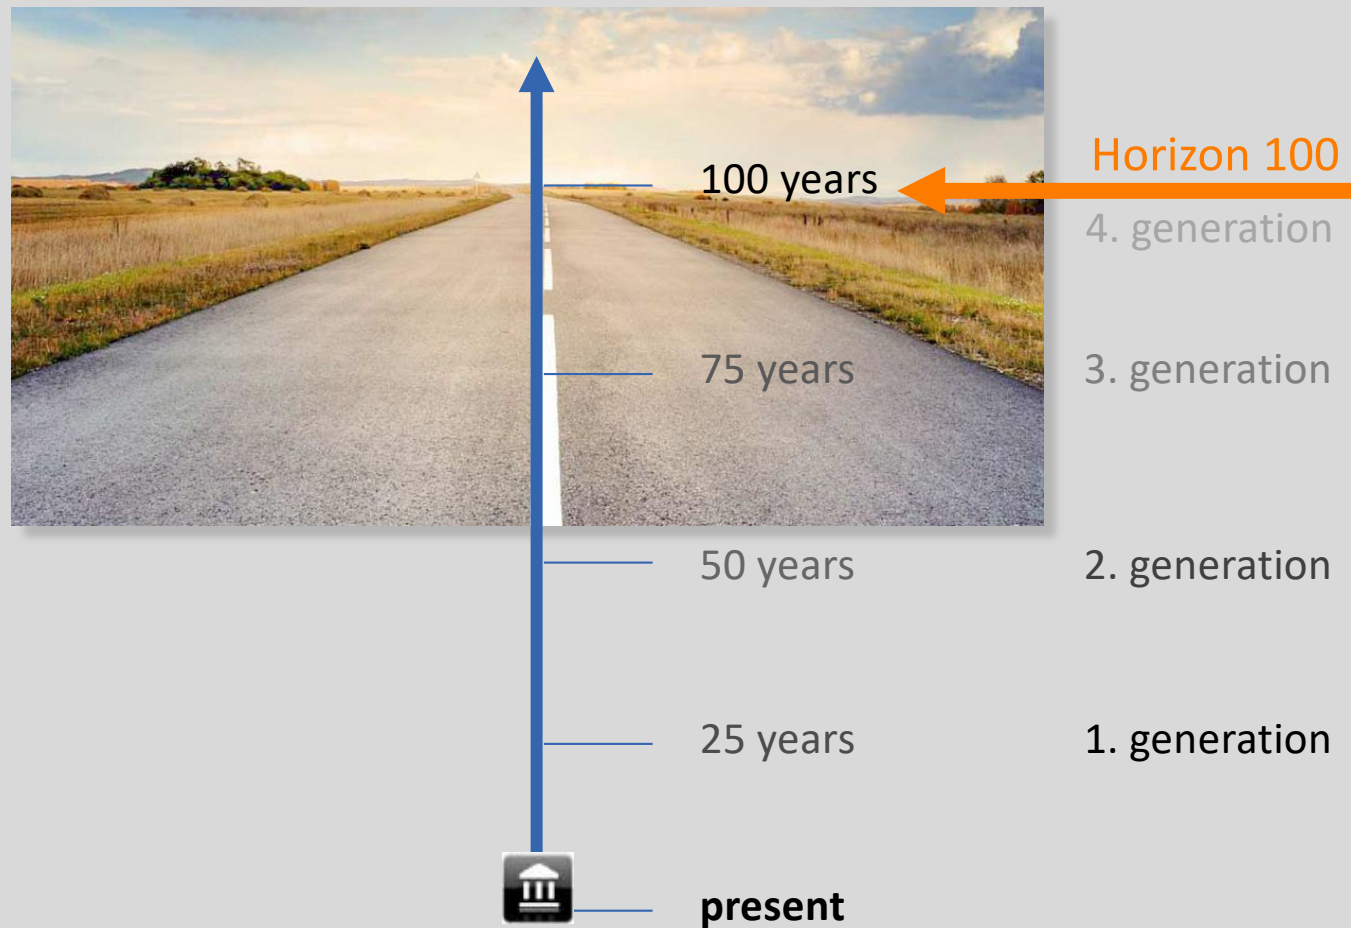 Horizon 100
100 years
4. generation
75 years
3. generation
50 years
2. generation
25 years
1. generation
present